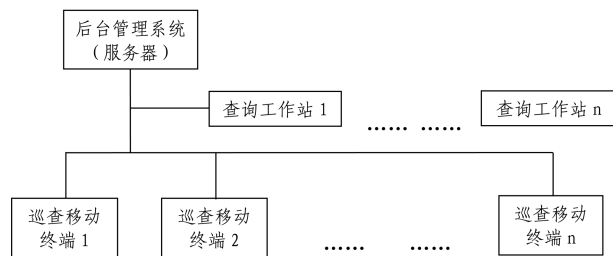 后台管理系统
（服务器）
查询工作站 1
…… ……
查询工作站 n
巡查移动
终端 1
巡查移动
终端 2
…… ……
巡查移动
终端 n